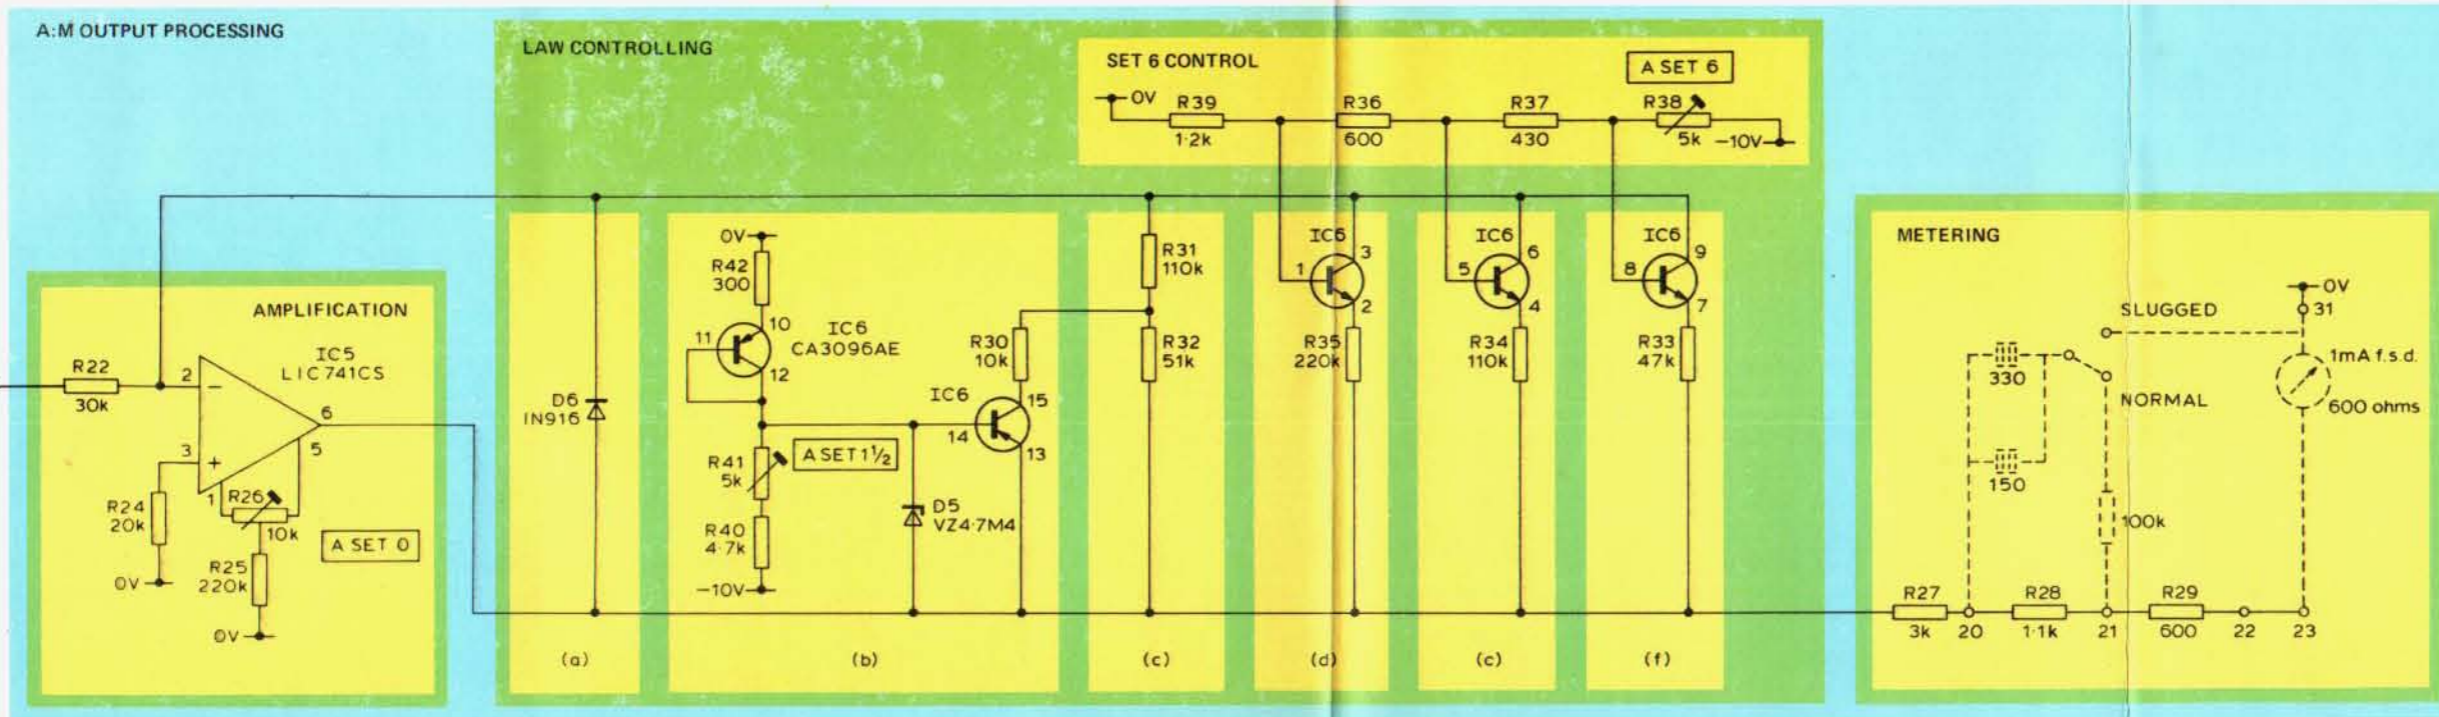 A:M OUTPUT PROCESSING
LAW CONTROLLING
SET 6 CONTROL
A SET 6
0V
R39
1·2k
R36
600
R37
430
R38
5k
-10V
AMPLIFICATION
R22
30k
IC5
LIC741CS
2
-
3
+
6
5
1
R24
20k
0V
R26
10k
R25
220k
0V
A SET 0
D6
IN916
(a)
0V
R42
300
10
11
12
IC6
CA3096AE
R41
5k
A SET 1½
R40
4·7k
-10V
D5
VZ4·7M4
IC6
14
15
13
R30
10k
(b)
R31
110k
R32
51k
(c)
IC6
1
3
2
R35
220k
(d)
IC6
5
6
4
R34
110k
(c)
IC6
8
9
7
R33
47k
(f)
METERING
0V
31
SLUGGED
NORMAL
330
150
100k
1mA f.s.d.
600 ohms
R27
3k
20
R28
1·1k
21
R29
600
22
23